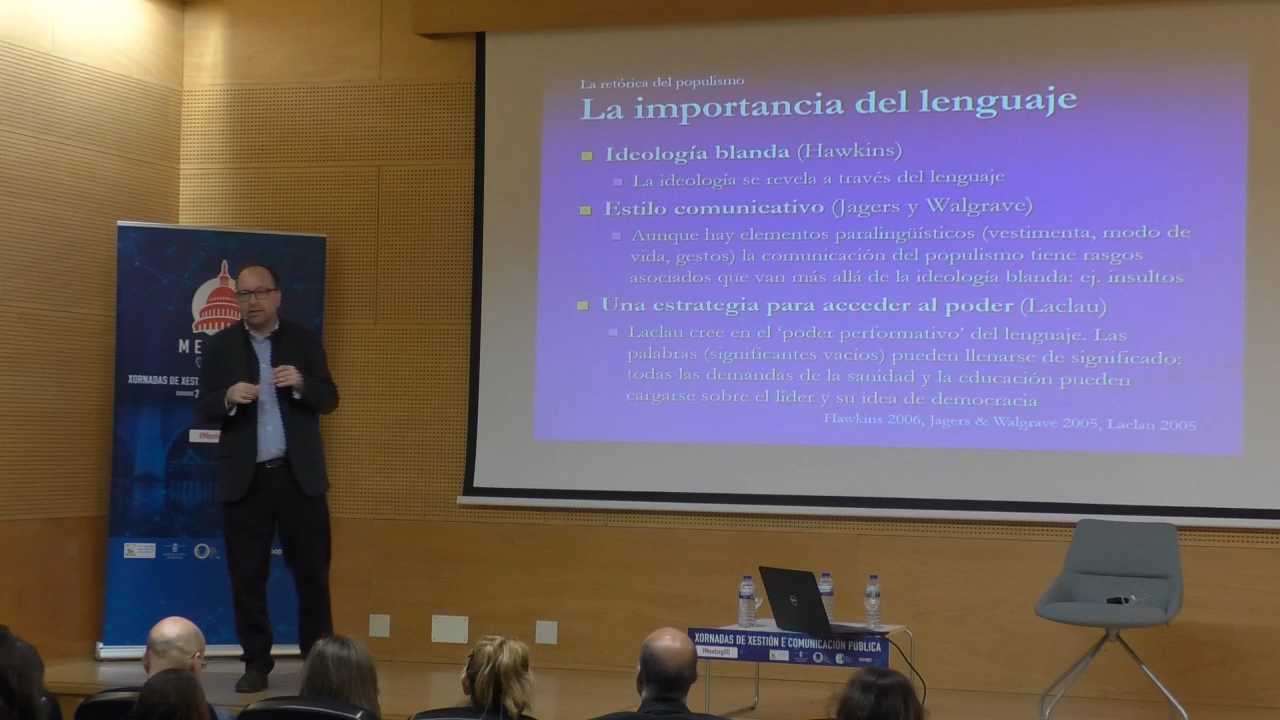 La retórica del populismo
La importancia del lenguaje
Ideología blanda (Hawkins)
La ideología se revela a través del lenguaje
Estilo comunicativo (Jagers y Walgrave)
Aunque hay elementos paralingüísticos (vestimenta, modo de
vida, gestos) la comunicación del populismo tiene rasgos
asociados que van más allá de la ideología blanda: ej. insultos
Una estrategia para acceder al poder (Laclau)
Laclau cree en el 'poder performativo' del lenguaje. Las
palabras (significantes vacíos) pueden llenarse de significado:
todas las demandas de la sanidad y la educación pueden
cargarse sobre el líder y su idea de democracia
Hawkins 2006, Jagers & Walgrave 2005, Laclau 2005
XORNADAS DE XEST
XORNADAS DE XESTIÓN E COMUNICACIÓN PÚBLICA
#MeetingOU
DELL